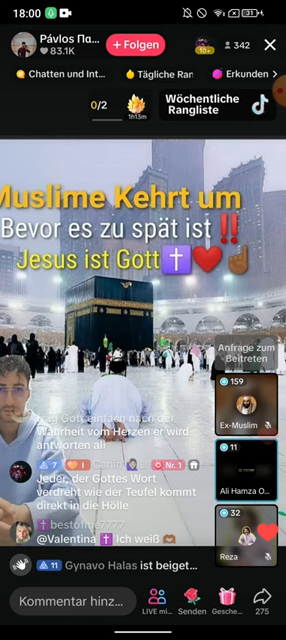 18:00
Pávlos Πα...
83.1K
+ Folgen
10+
342
Chatten und Int...
Tägliche Ran
Erkunden >
0/2
1h13m
Wöchentliche
Rangliste
Muslime Kehrt um
Bevor es zu spät ist‼️
Jesus ist Gott✝️❤️☝🏾
Anfrage zum
Beitreten
159
Ex-Muslim
11
Ali Hamza O...
32
Reza
Gott einfach nach der
Wahrheit vom Herzen er wird
antworten ali
7
1
Nr. 1
Jeder, der Gottes Wort
verdreht wie der Teufel kommt
direkt in die Hölle
✝️ bestofme7777
@Valentina ✝️ Ich weiß
11 Gynavo Halas ist beiget...
Kommentar hinz...
LIVE mi...
Senden
Gesche...
275